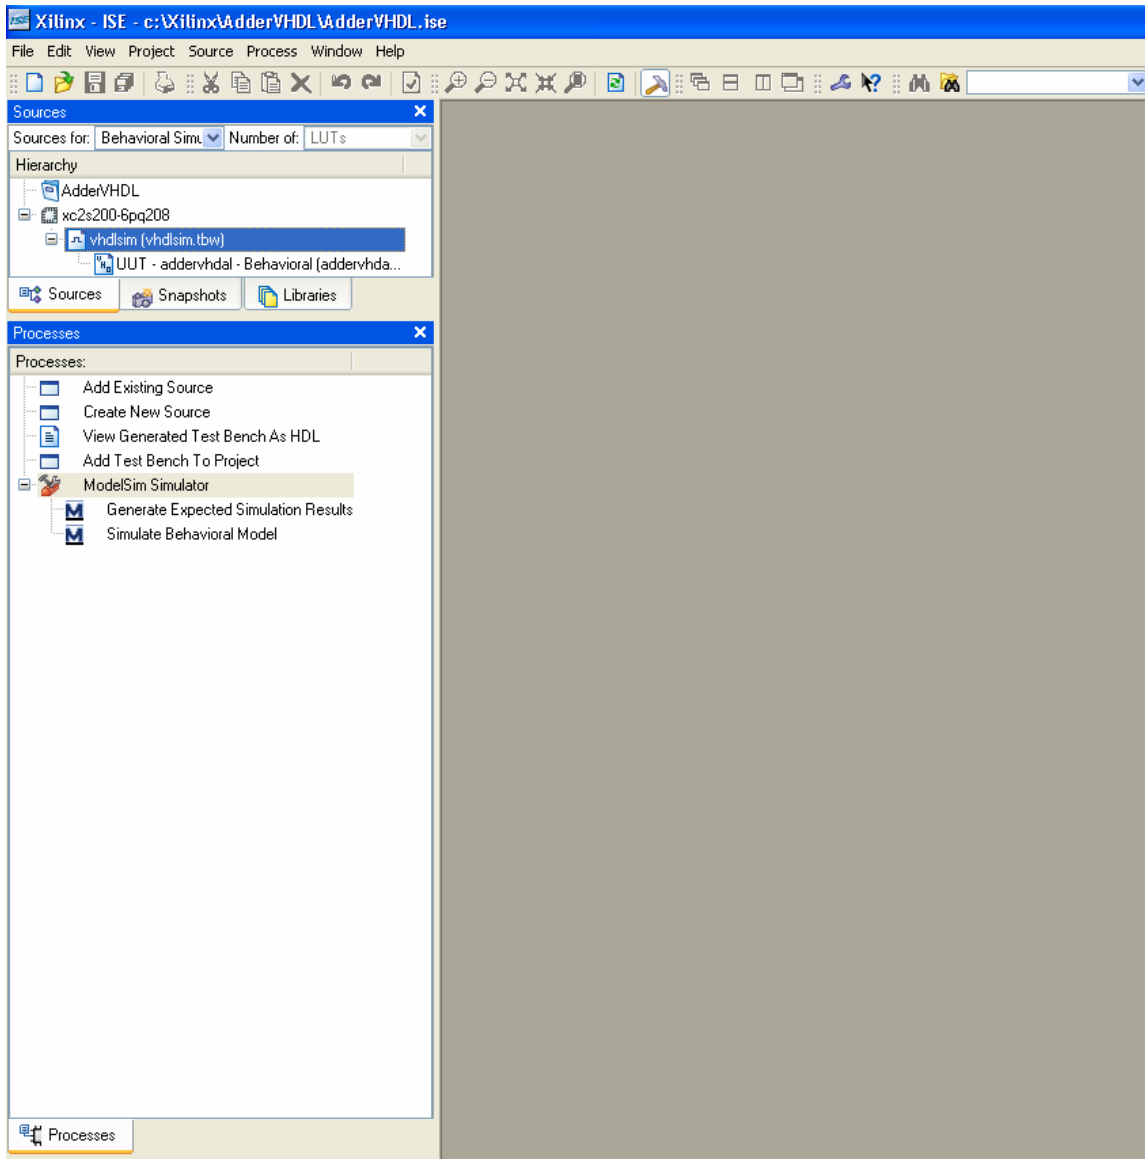 Xilinx - ISE - c:\Xilinx\AdderVHDL\AdderVHDL.ise
File Edit View Project Source Process Window Help
Sources
Sources for: Behavioral Simu Number of: LUTs
Hierarchy
AdderVHDL
xc2s200-6pq208
vhdlsim (vhdlsim.tbw)
UUT - addervhdal - Behavioral (addervhda...
Sources Snapshots Libraries
Processes
Processes:
Add Existing Source
Create New Source
View Generated Test Bench As HDL
Add Test Bench To Project
ModelSim Simulator
Generate Expected Simulation Results
Simulate Behavioral Model
Processes